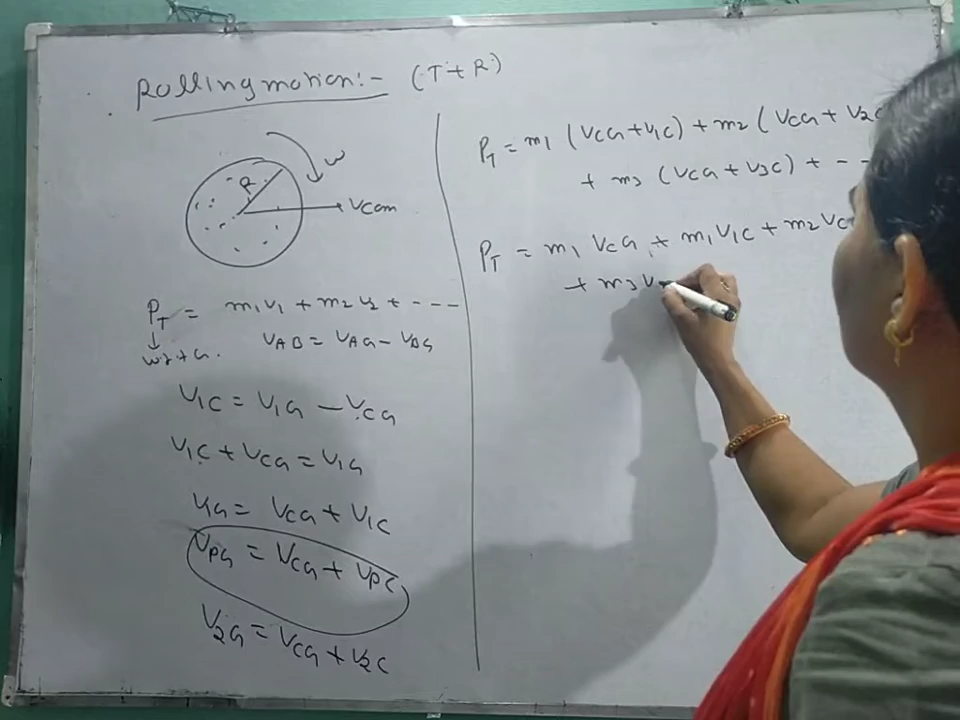 Rolling motion:- (T+R)
ω
R
Vcom
PT = m1v1 + m2v2 + ---
↓
w.r.t G.
VAB = VAG - VBG
V1C = V1G - VCG
V1C + VCG = V1G
V1G = VCG + V1C
VPG = VCG + VPC
V2G = VCG + V2C
PT = m1 (VCG + V1C) + m2 (VCG + V2C
+ m3 (VCG + V3C) + --
PT = m1 VCG + m1V1C + m2 VC
+ m3 V